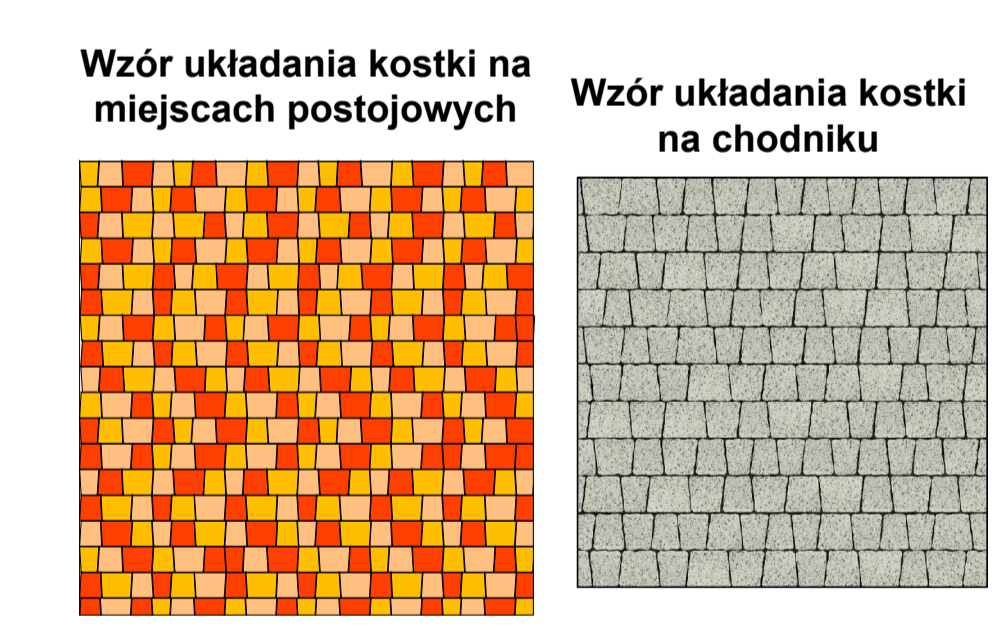 Wzór układania kostki na
miejscach postojowych
Wzór układania kostki
na chodniku